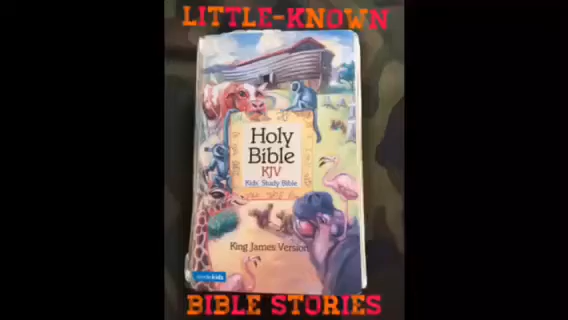 LITTLE-KNOWN
Holy
Bible
KJV
Kids' Study Bible
King James Version
BIBLE STORIES